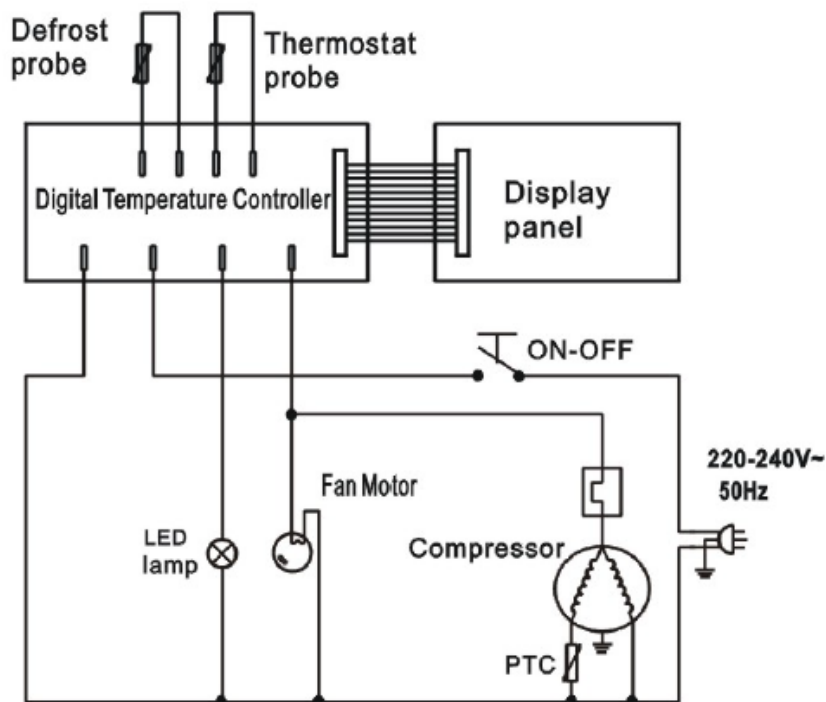 Defrost
probe
Thermostat
probe
Digital Temperature Controller
Display
panel
ON-OFF
220-240V~
50Hz
Fan Motor
LED
lamp
Compressor
PTC